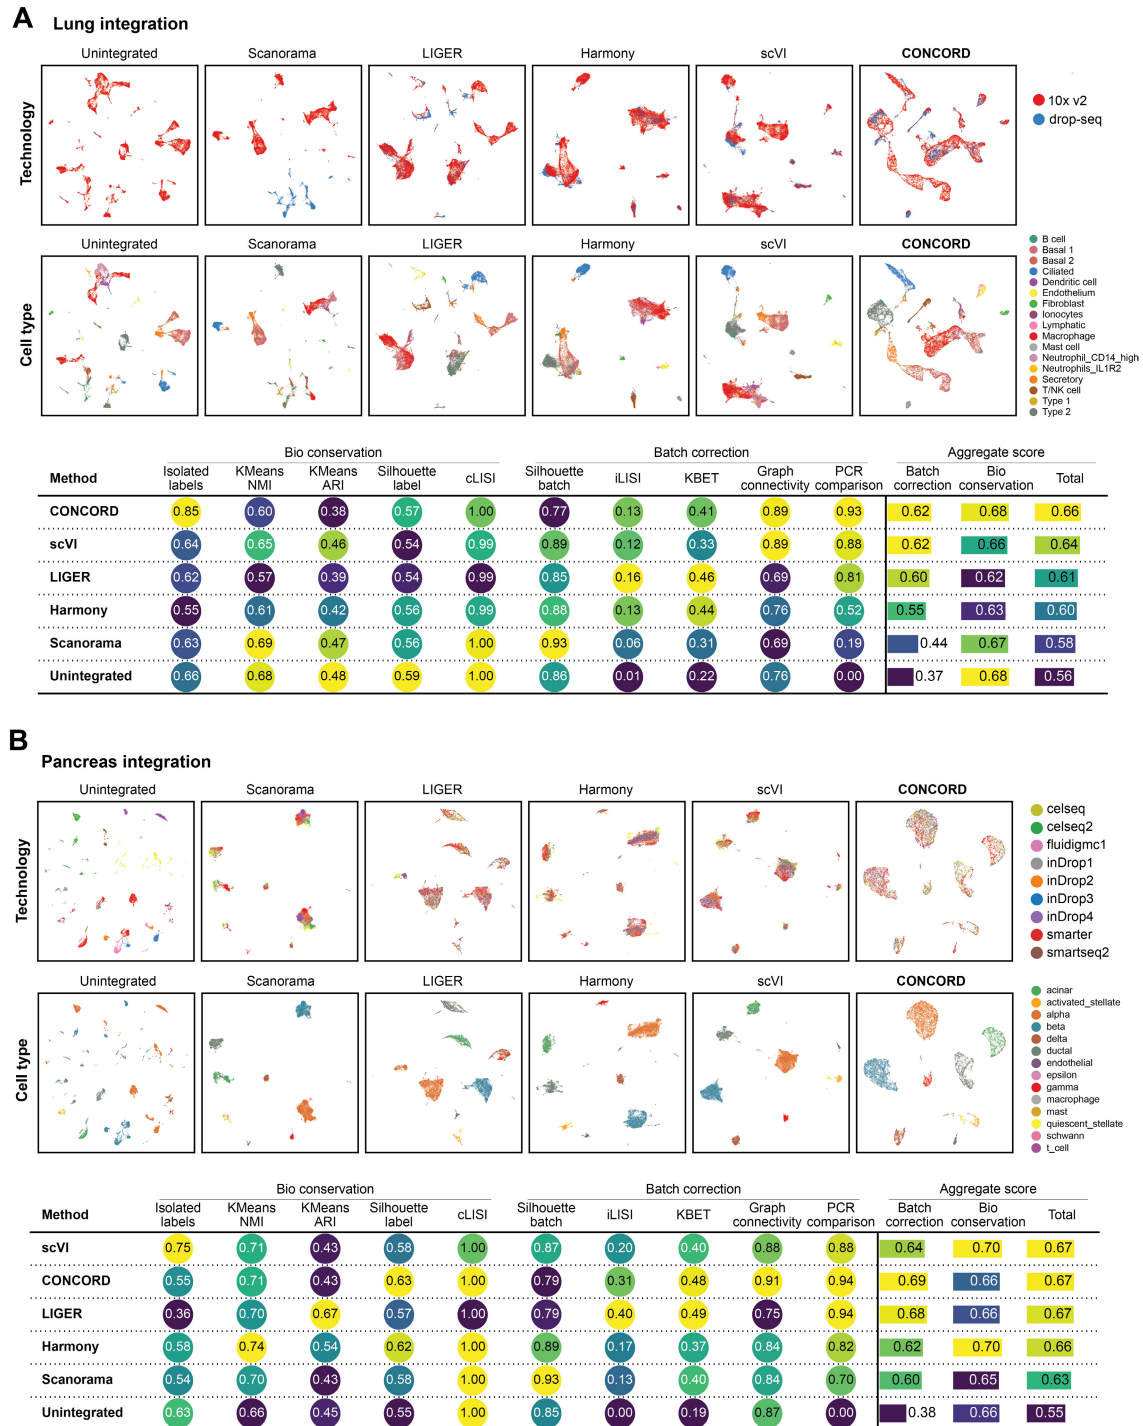 A
Lung integration
Unintegrated Scanorama LIGER Harmony scVI CONCORD
Technology
10x v2
drop-seq
Unintegrated Scanorama LIGER Harmony scVI CONCORD
Cell type
B cell
Basal 1
Basal 2
Ciliated
Dendritic cell
Endothelium
Fibroblast
Ionocytes
Lymphatic
Macrophage
Mast cell
Neutrophil_CD14_high
Neutrophils_IL1R2
Secretory
T/NK cell
Type 1
Type 2
Bio conservation Batch correction Aggregate score
Method Isolated labels KMeans NMI KMeans ARI Silhouette label cLISI Silhouette batch iLISI KBET Graph connectivity PCR comparison Batch correction Bio conservation Total
CONCORD 0.85 0.60 0.38 0.57 1.00 0.77 0.13 0.41 0.89 0.93 0.62 0.68 0.66
scVI 0.64 0.65 0.46 0.54 0.99 0.89 0.12 0.33 0.89 0.88 0.62 0.66 0.64
LIGER 0.62 0.57 0.39 0.54 0.99 0.85 0.16 0.46 0.69 0.81 0.60 0.62 0.61
Harmony 0.55 0.61 0.42 0.56 0.99 0.88 0.13 0.44 0.76 0.52 0.55 0.63 0.60
Scanorama 0.63 0.69 0.47 0.56 1.00 0.93 0.06 0.31 0.69 0.19 0.44 0.67 0.58
Unintegrated 0.66 0.68 0.48 0.59 1.00 0.86 0.01 0.22 0.76 0.00 0.37 0.68 0.56
B
Pancreas integration
Unintegrated Scanorama LIGER Harmony scVI CONCORD
Technology
celseq
celseq2
fluidigmc1
inDrop1
inDrop2
inDrop3
inDrop4
smarter
smartseq2
Unintegrated Scanorama LIGER Harmony scVI CONCORD
Cell type
acinar
activated_stellate
alpha
beta
delta
ductal
endothelial
epsilon
gamma
macrophage
mast
quiescent_stellate
schwann
t_cell
Bio conservation Batch correction Aggregate score
Method Isolated labels KMeans NMI KMeans ARI Silhouette label cLISI Silhouette batch iLISI KBET Graph connectivity PCR comparison Batch correction Bio conservation Total
scVI 0.75 0.71 0.43 0.58 1.00 0.87 0.20 0.40 0.88 0.88 0.64 0.70 0.67
CONCORD 0.55 0.71 0.43 0.63 1.00 0.79 0.31 0.48 0.91 0.94 0.69 0.66 0.67
LIGER 0.36 0.70 0.67 0.57 1.00 0.79 0.40 0.49 0.75 0.94 0.68 0.66 0.67
Harmony 0.58 0.74 0.54 0.62 1.00 0.89 0.17 0.37 0.84 0.82 0.62 0.70 0.66
Scanorama 0.54 0.70 0.43 0.58 1.00 0.93 0.13 0.40 0.84 0.70 0.60 0.65 0.63
Unintegrated 0.63 0.66 0.45 0.55 1.00 0.85 0.00 0.19 0.87 0.00 0.38 0.66 0.55